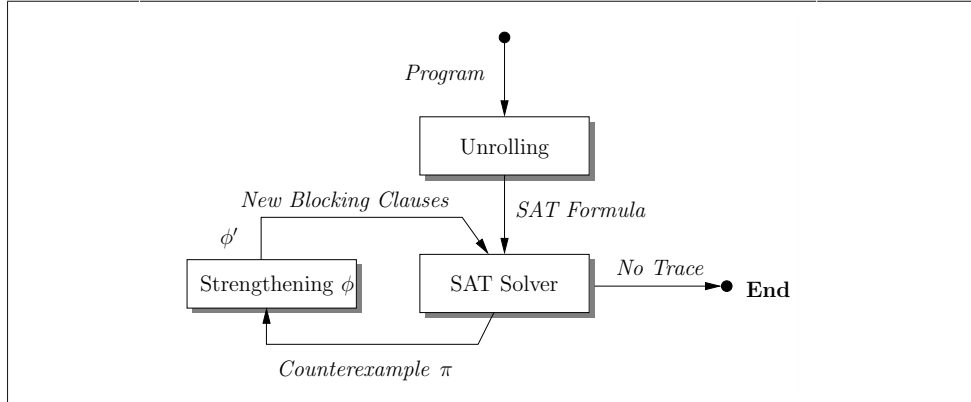 Program
Unrolling
New Blocking Clauses
SAT Formula
ϕ′
No Trace
Strengthening ϕ
SAT Solver
End
Counterexample π